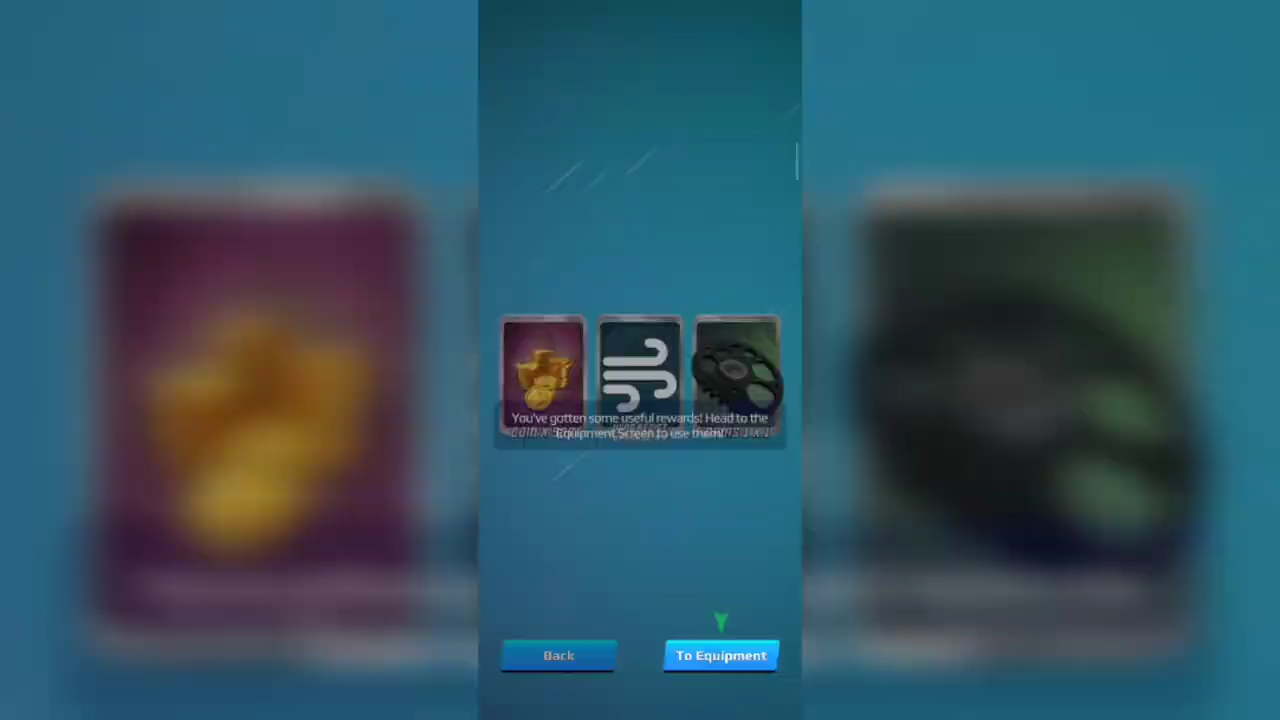 You've gotten some useful rewards! Head to the
Equipment Screen to use them!
Back
To Equipment